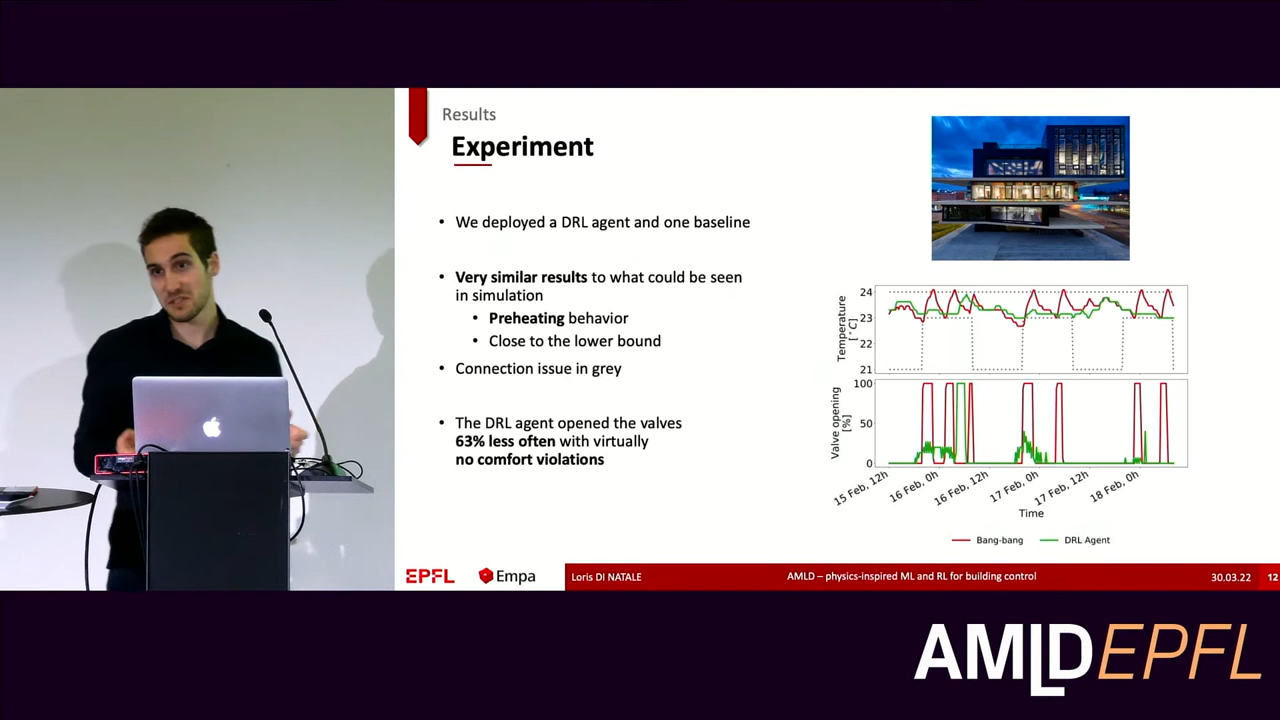 Results
Experiment
• We deployed a DRL agent and one baseline
• Very similar results to what could be seen
in simulation
• Preheating behavior
• Close to the lower bound
• Connection issue in grey
• The DRL agent opened the valves
63% less often with virtually
no comfort violations
Temperature
[°C]
24
23
22
21
Valve opening
[%]
100
50
0
15 Feb, 12h
16 Feb, 0h
16 Feb, 12h
17 Feb, 0h
17 Feb, 12h
18 Feb, 0h
Time
Bang-bang
DRL Agent
EPFL
Empa
Loris DI NATALE
AMLD – physics-inspired ML and RL for building control
30.03.22
12
AMLDEPFL